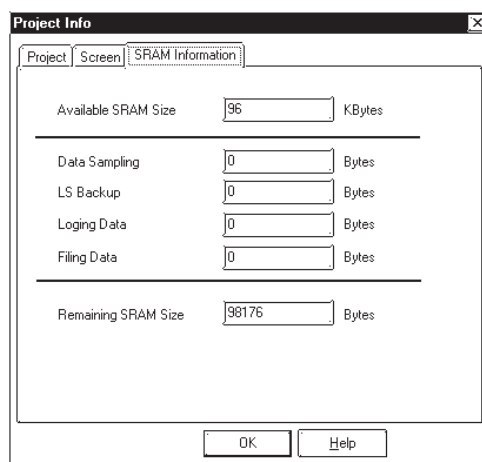 Project Info
Project Screen SRAM Information
Available SRAM Size 96 KBytes
Data Sampling 0 Bytes
LS Backup 0 Bytes
Loging Data 0 Bytes
Filing Data 0 Bytes
Remaining SRAM Size 98176 Bytes
OK Help